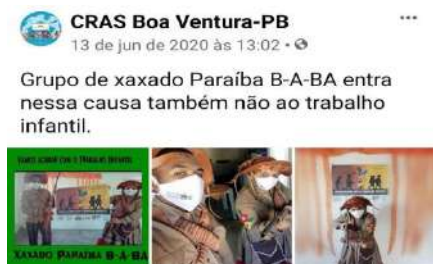 CRAS Boa Ventura-PB
13 de jun de 2020 às 13:02 •
Grupo de xaxado Paraíba B-A-BA entra
nessa causa também não ao trabalho
infantil.
XAXADO PARAÍBA B-A-BA